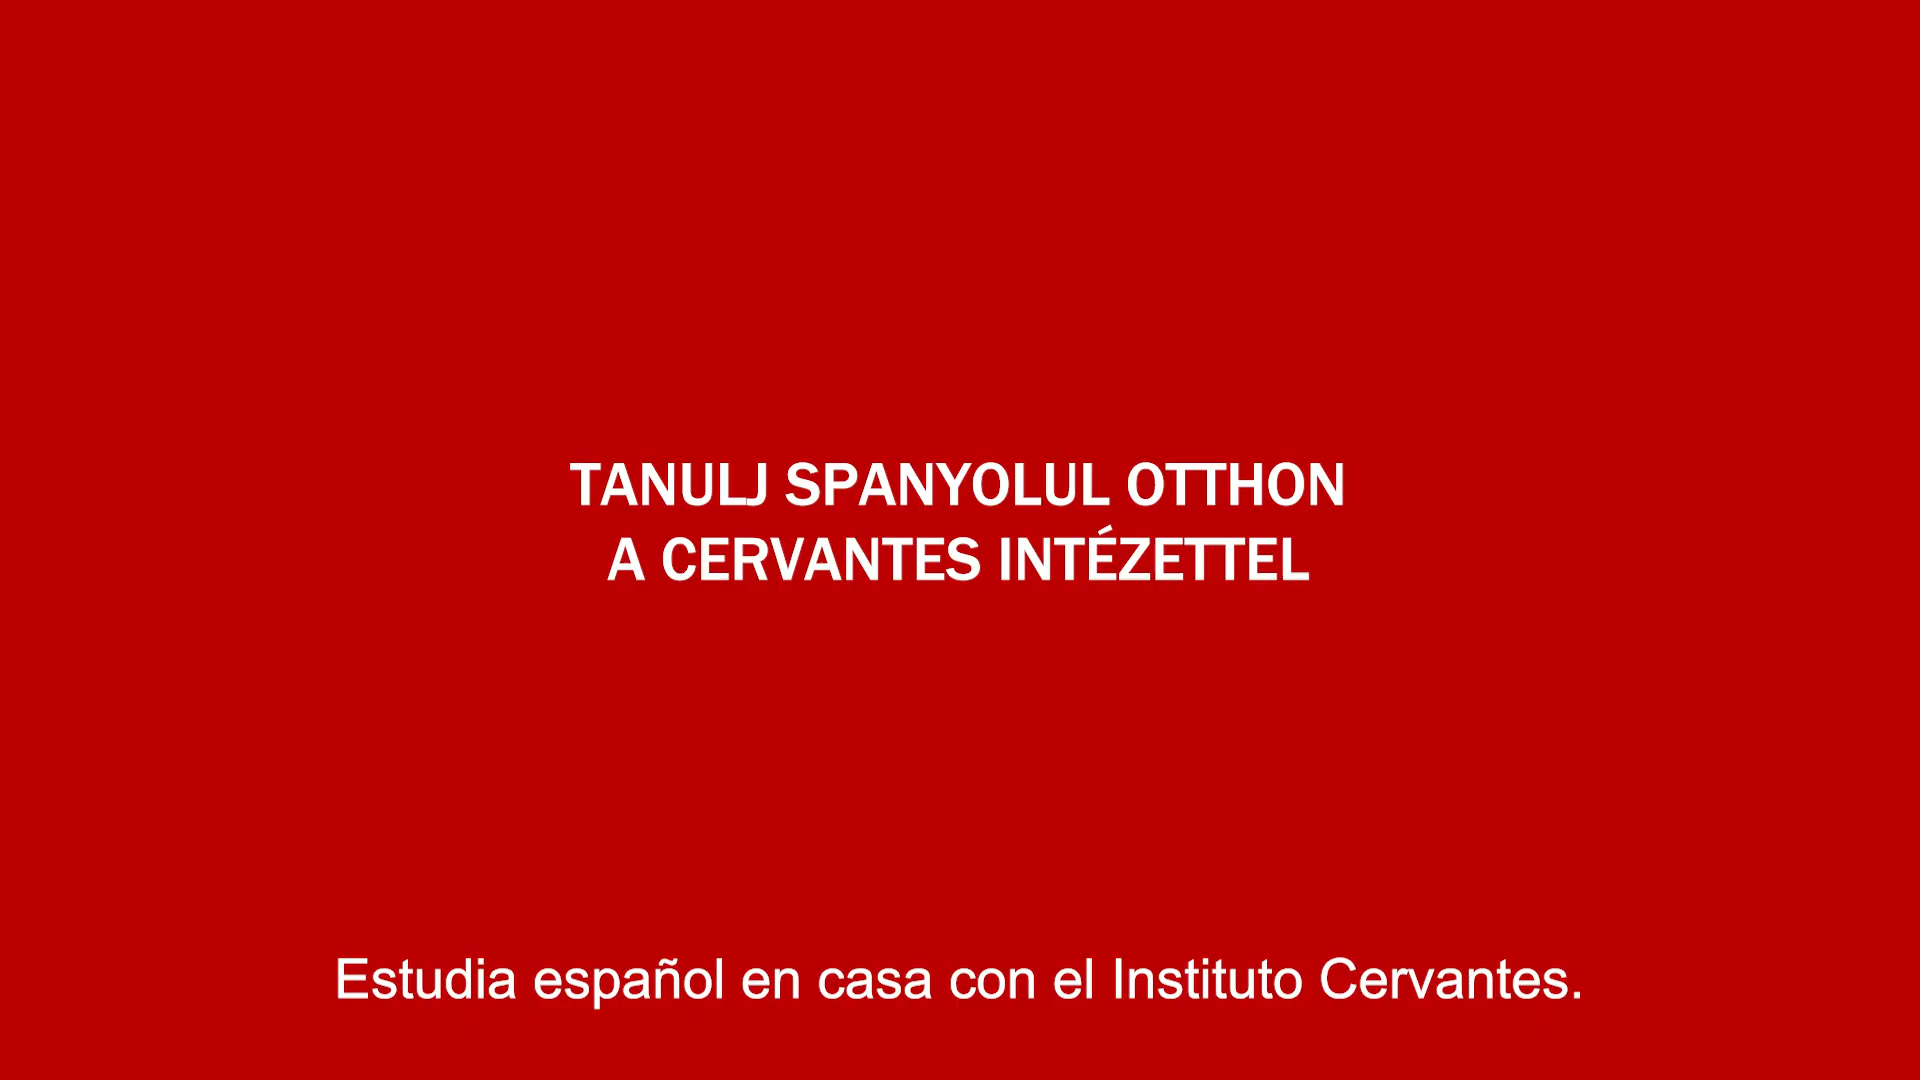 TANULJ SPANYOLUL OTTHON
A CERVANTES INTÉZETTEL
Estudia español en casa con el Instituto Cervantes.